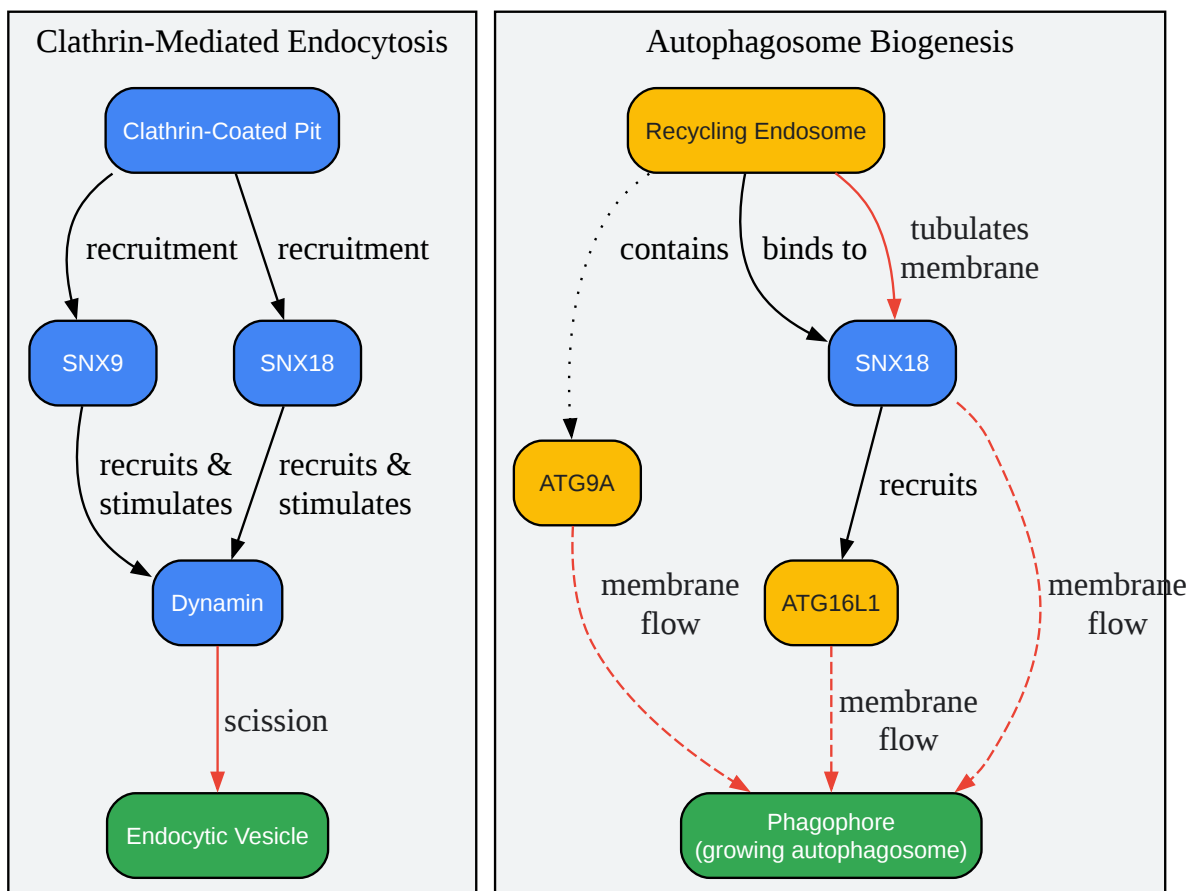 Clathrin-Mediated Endocytosis
Clathrin-Coated Pit
recruitment
recruitment
SNX9
SNX18
recruits &
stimulates
recruits &
stimulates
Dynamin
scission
Endocytic Vesicle
Autophagosome Biogenesis
Recycling Endosome
contains
binds to
tubulates
membrane
SNX18
ATG9A
recruits
membrane
flow
ATG16L1
membrane
flow
membrane
flow
Phagophore
(growing autophagosome)